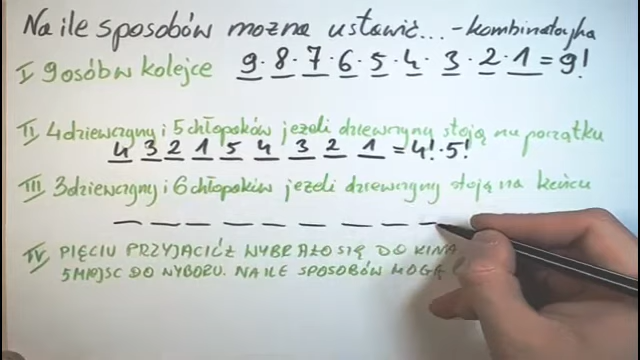 Na ile sposobów można ustawić... - kombinatoryka
I 9 osób w kolejce 9·8·7·6·5·4·3·2·1=9!
II 4 dziewczyny i 5 chłopaków jeżeli dziewczyny stoją na początku
4 3 2 1 5 4 3 2 1 = 4!·5!
III 3 dziewczyny i 6 chłopaków jeżeli dziewczyny stoją na końcu
IV PIĘCIU PRZYJACIÓŁ WYBRAŁO SIĘ DO KINA
5 MIEJSC DO WYBORU. NA ILE SPOSOBÓW MOGĄ